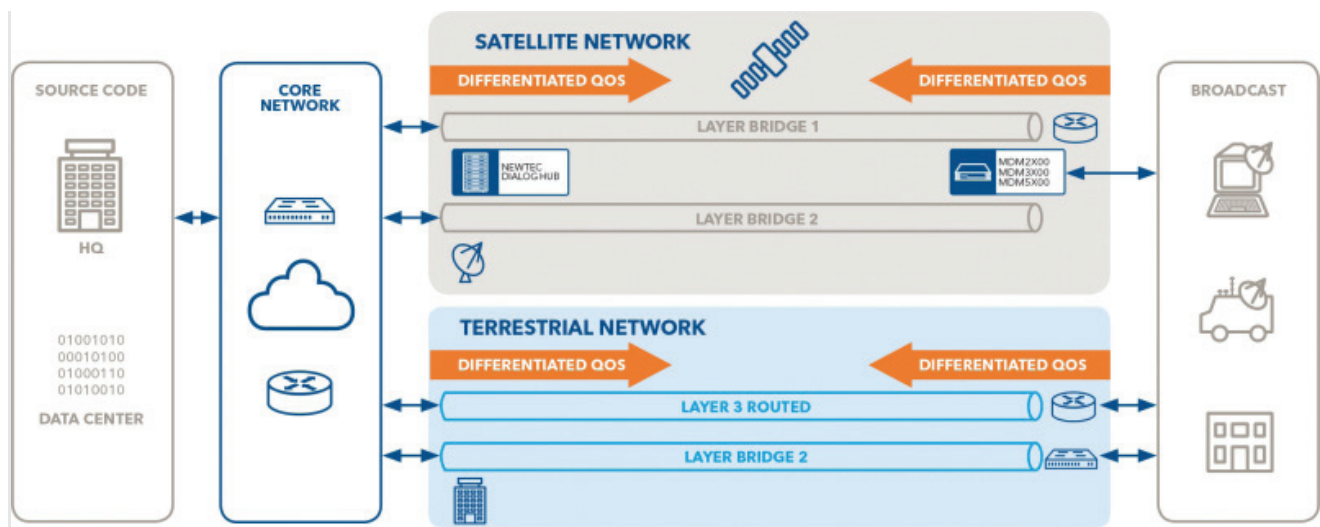 SOURCE CODE
HQ
01001010
00010100
01000110
01010010
DATA CENTER
CORE
NETWORK
SATELLITE NETWORK
DIFFERENTIATED QOS
DIFFERENTIATED QOS
LAYER BRIDGE 1
NEWTEC
DIALOG HUB
MDM2X00
MDM3X00
MDM5X00
LAYER BRIDGE 2
TERRESTRIAL NETWORK
DIFFERENTIATED QOS
DIFFERENTIATED QOS
LAYER 3 ROUTED
LAYER BRIDGE 2
BROADCAST